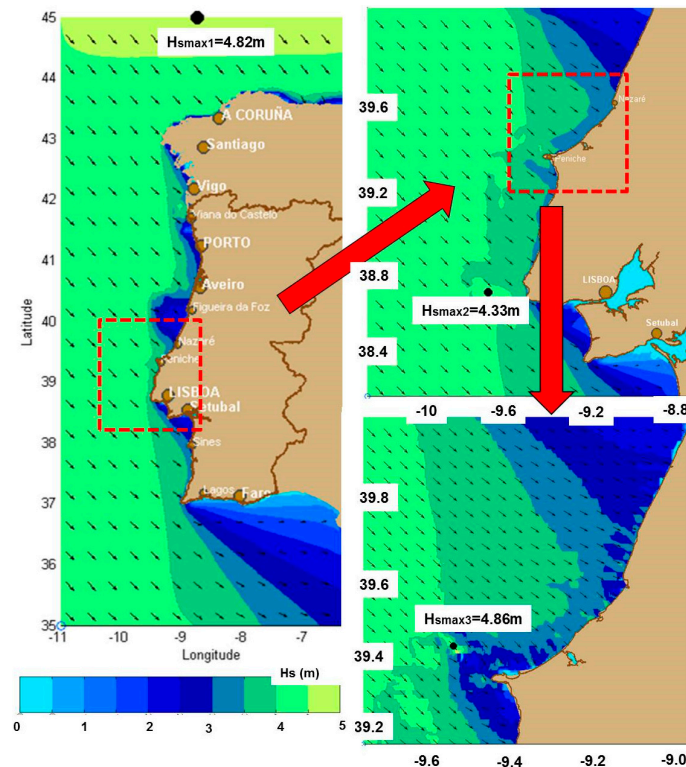 45
Hsmax1=4.82m
44
A CORUÑA
43
Santiago
Vigo
42
Viana do Castelo
PORTO
41
Aveiro
Figueira da Foz
40
Nazaré
Peniche
39
LISBOA
Setubal
38
Sines
Lagos
Faro
37
36
35
Latitude
-11 -10 -9 -8 -7
Longitude
Hs (m)
0 1 2 3 4 5
39.6
Nazaré
Peniche
39.2
38.8
LISBOA
Hsmax2=4.33m
Setubal
38.4
-10 -9.6 -9.2 -8.8
39.8
39.6
Hsmax3=4.86m
39.4
39.2
-9.6 -9.4 -9.2 -9.0